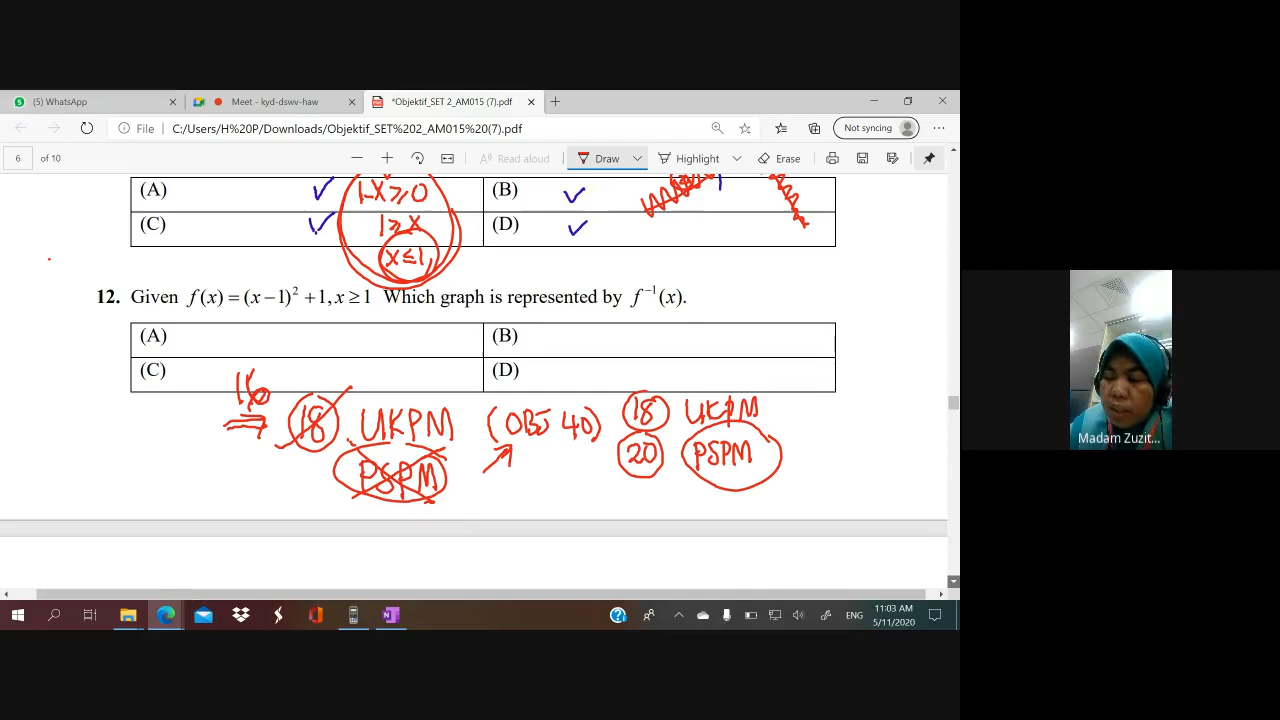 (5) WhatsApp
Meet - kyd-dswv-haw
*Objektif_SET 2_AM015 (7).pdf
File C:/Users/H%20P/Downloads/Objektif_SET%202_AM015%20(7).pdf
Not syncing
6 of 10
Read aloud
Draw
Highlight
Erase
(A) 1-x ≥ 0 (B)
(C) 1 ≥ x (D)
x ≤ 1
12. Given f(x) = (x−1)² + 1, x ≥ 1 Which graph is represented by f⁻¹(x).
(A) (B)
(C) (D)
16
18 UKPM (OBJ 40) 18 UKPM
PSPM 20 PSPM
Madam Zuzit...
ENG
11:03 AM
5/11/2020